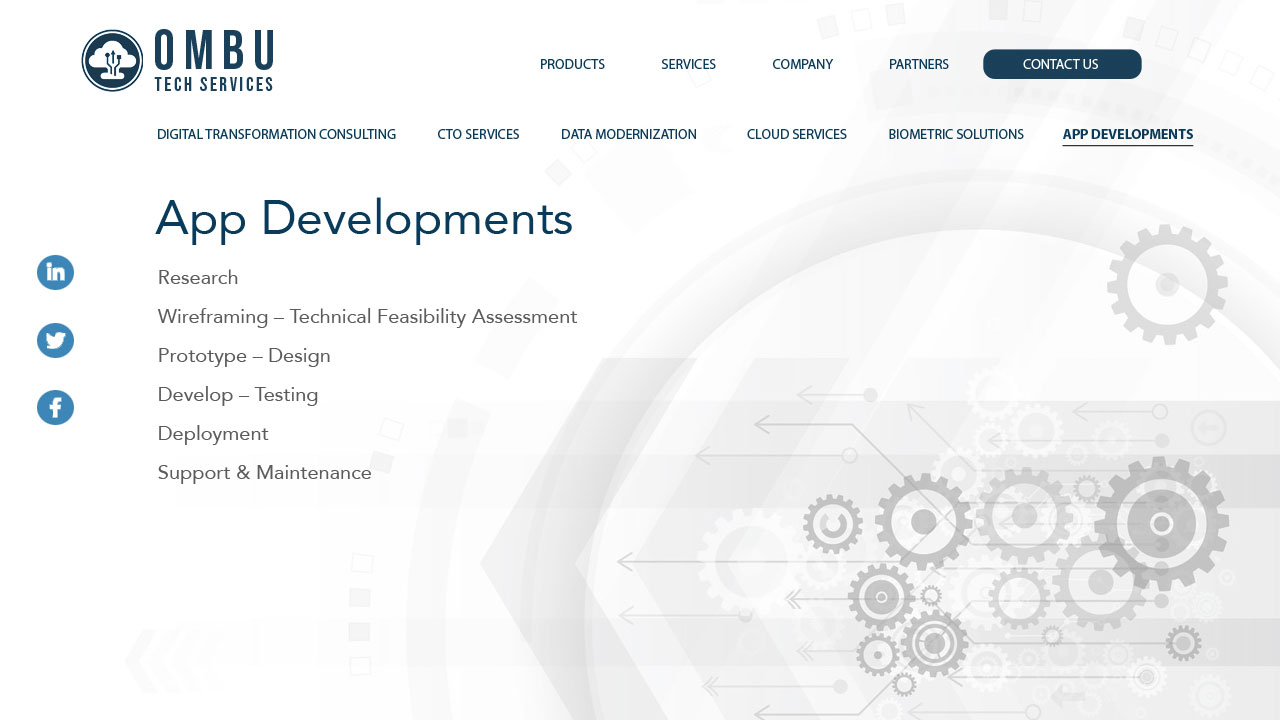 OMBU
TECH SERVICES
PRODUCTS SERVICES COMPANY PARTNERS CONTACT US
DIGITAL TRANSFORMATION CONSULTING CTO SERVICES DATA MODERNIZATION CLOUD SERVICES BIOMETRIC SOLUTIONS APP DEVELOPMENTS
App Developments
Research
Wireframing – Technical Feasibility Assessment
Prototype – Design
Develop – Testing
Deployment
Support & Maintenance